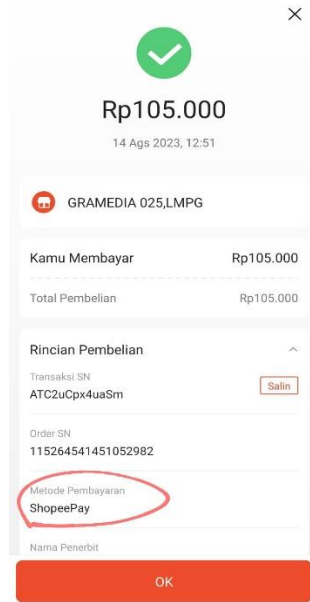 Rp105.000
14 Ags 2023, 12:51
GRAMEDIA 025,LMPG
Kamu Membayar Rp105.000
Total Pembelian Rp105.000
Rincian Pembelian
Transaksi SN
ATC2uCpx4uaSm Salin
Order SN
115264541451052982
Metode Pembayaran
ShopeePay
Nama Penerbit
OK